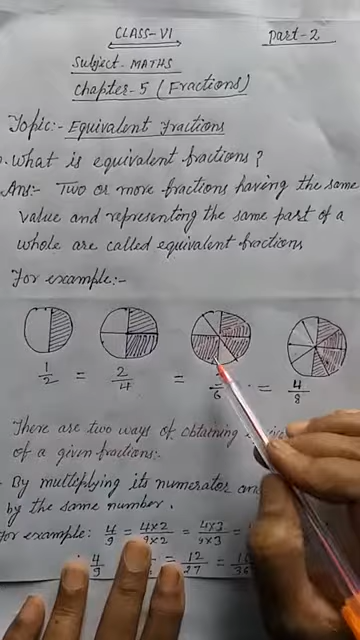 CLASS-VI
Part-2
Subject-MATHS
Chapter-5 (Fractions)
Topic:- Equivalent Fractions
What is equivalent fractions?
Ans:- Two or more fractions having the same
value and representing the same part of a
whole are called equivalent fractions
For example:-
1/2 = 2/4 = /6 = 4/8
There are two ways of obtaining
of a given fractions:-
By multiplying its numerator
by the same number.
For example: 4/9 = 4×2/9×2 = 4×3/9×3 =
4/9 = 12/27 =